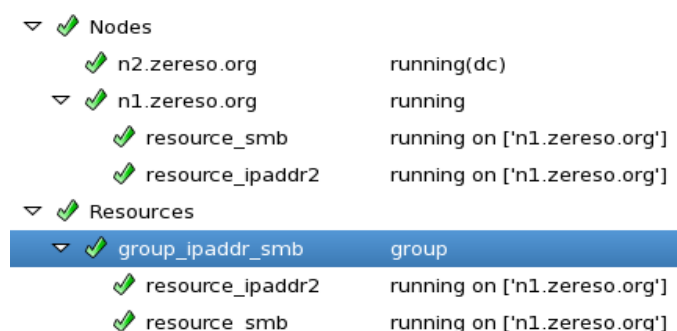 Nodes
n2.zereso.org running(dc)
n1.zereso.org running
resource_smb running on ['n1.zereso.org']
resource_ipaddr2 running on ['n1.zereso.org']
Resources
group_ipaddr_smb group
resource_ipaddr2 running on ['n1.zereso.org']
resource_smb running on ['n1.zereso.org']